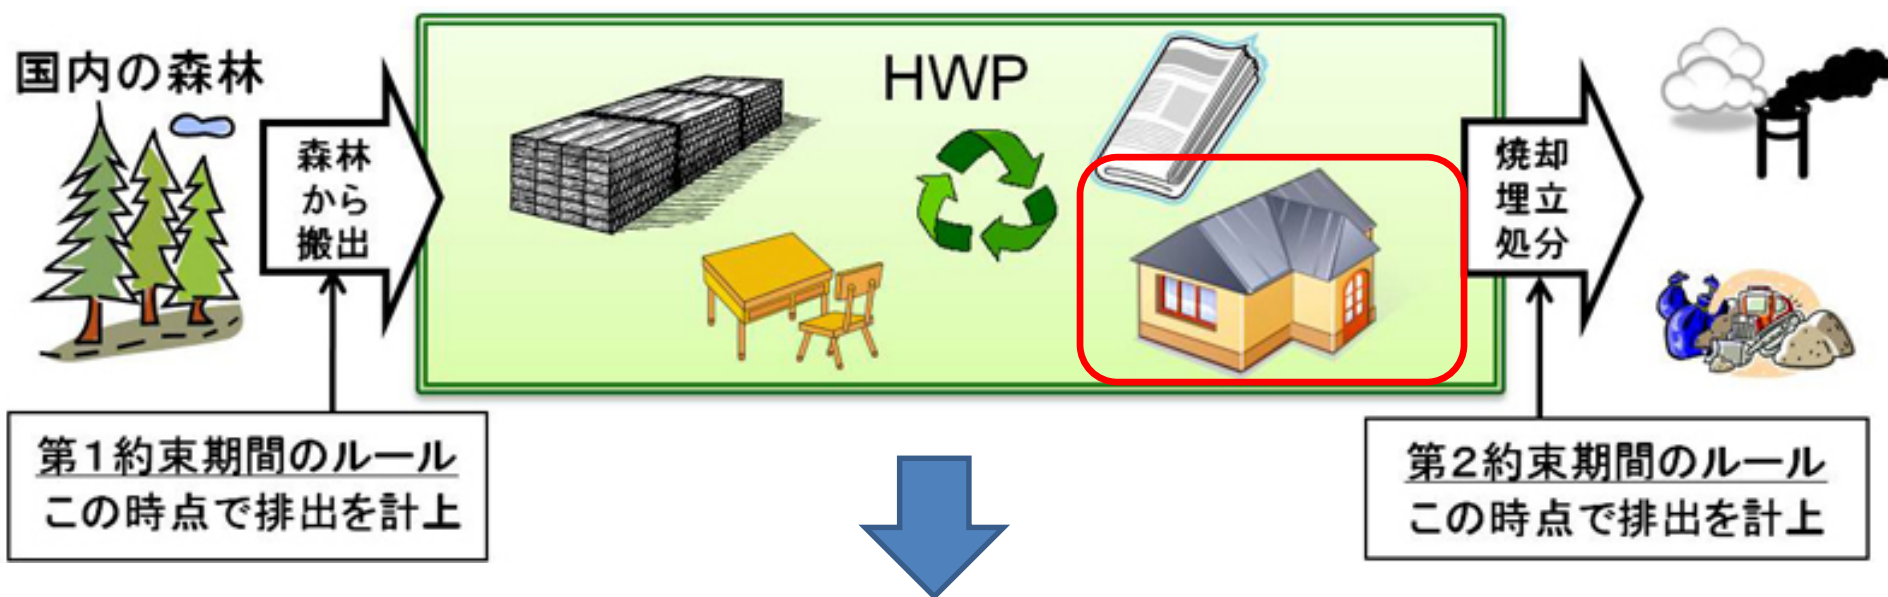 国内の森林
森林
から
搬出
HWP
焼却
埋立
処分
第1約束期間のルール
この時点で排出を計上
第2約束期間のルール
この時点で排出を計上